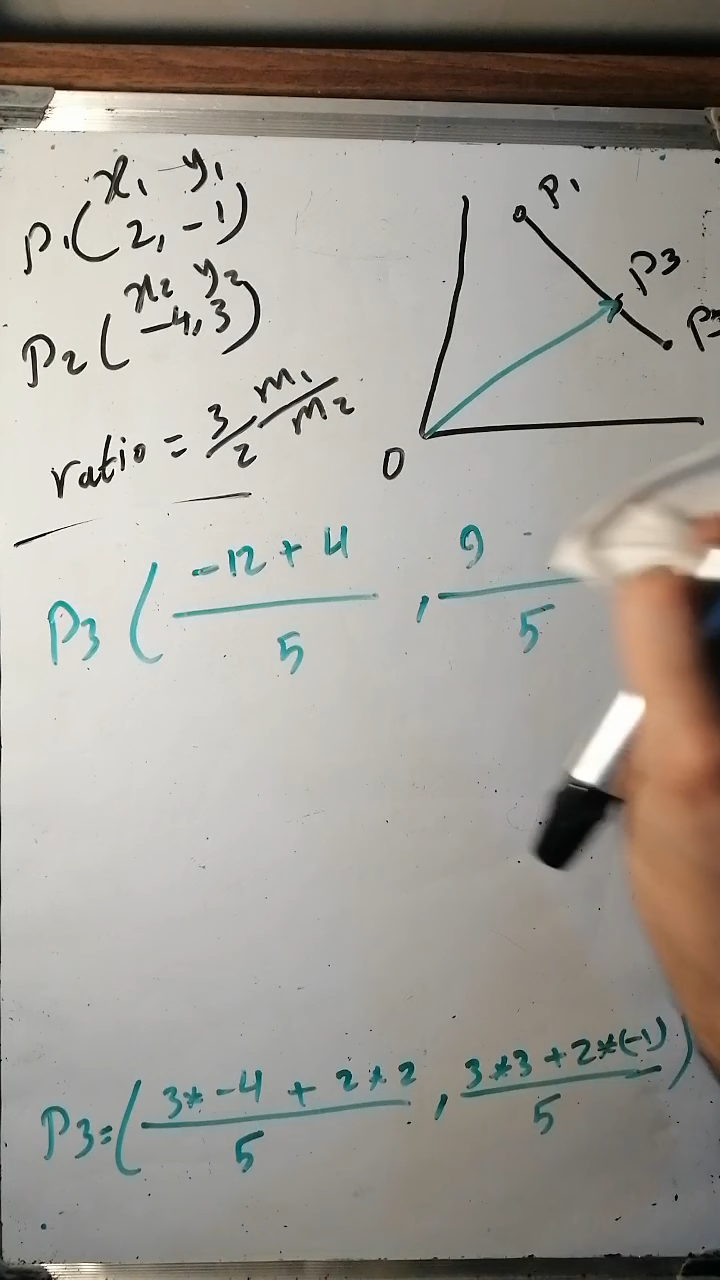 x₁ y₁
P₁(2, -1)
x₂ y₂
P₂(-4, 3)
ratio = 3/2 m₁/m₂
P₁
P3
O
P3 ( -12 + 4 / 5 , 9 - / 5
P3 = ( 3* -4 + 2*2 / 5 , 3*3 + 2*(-1) / 5 )